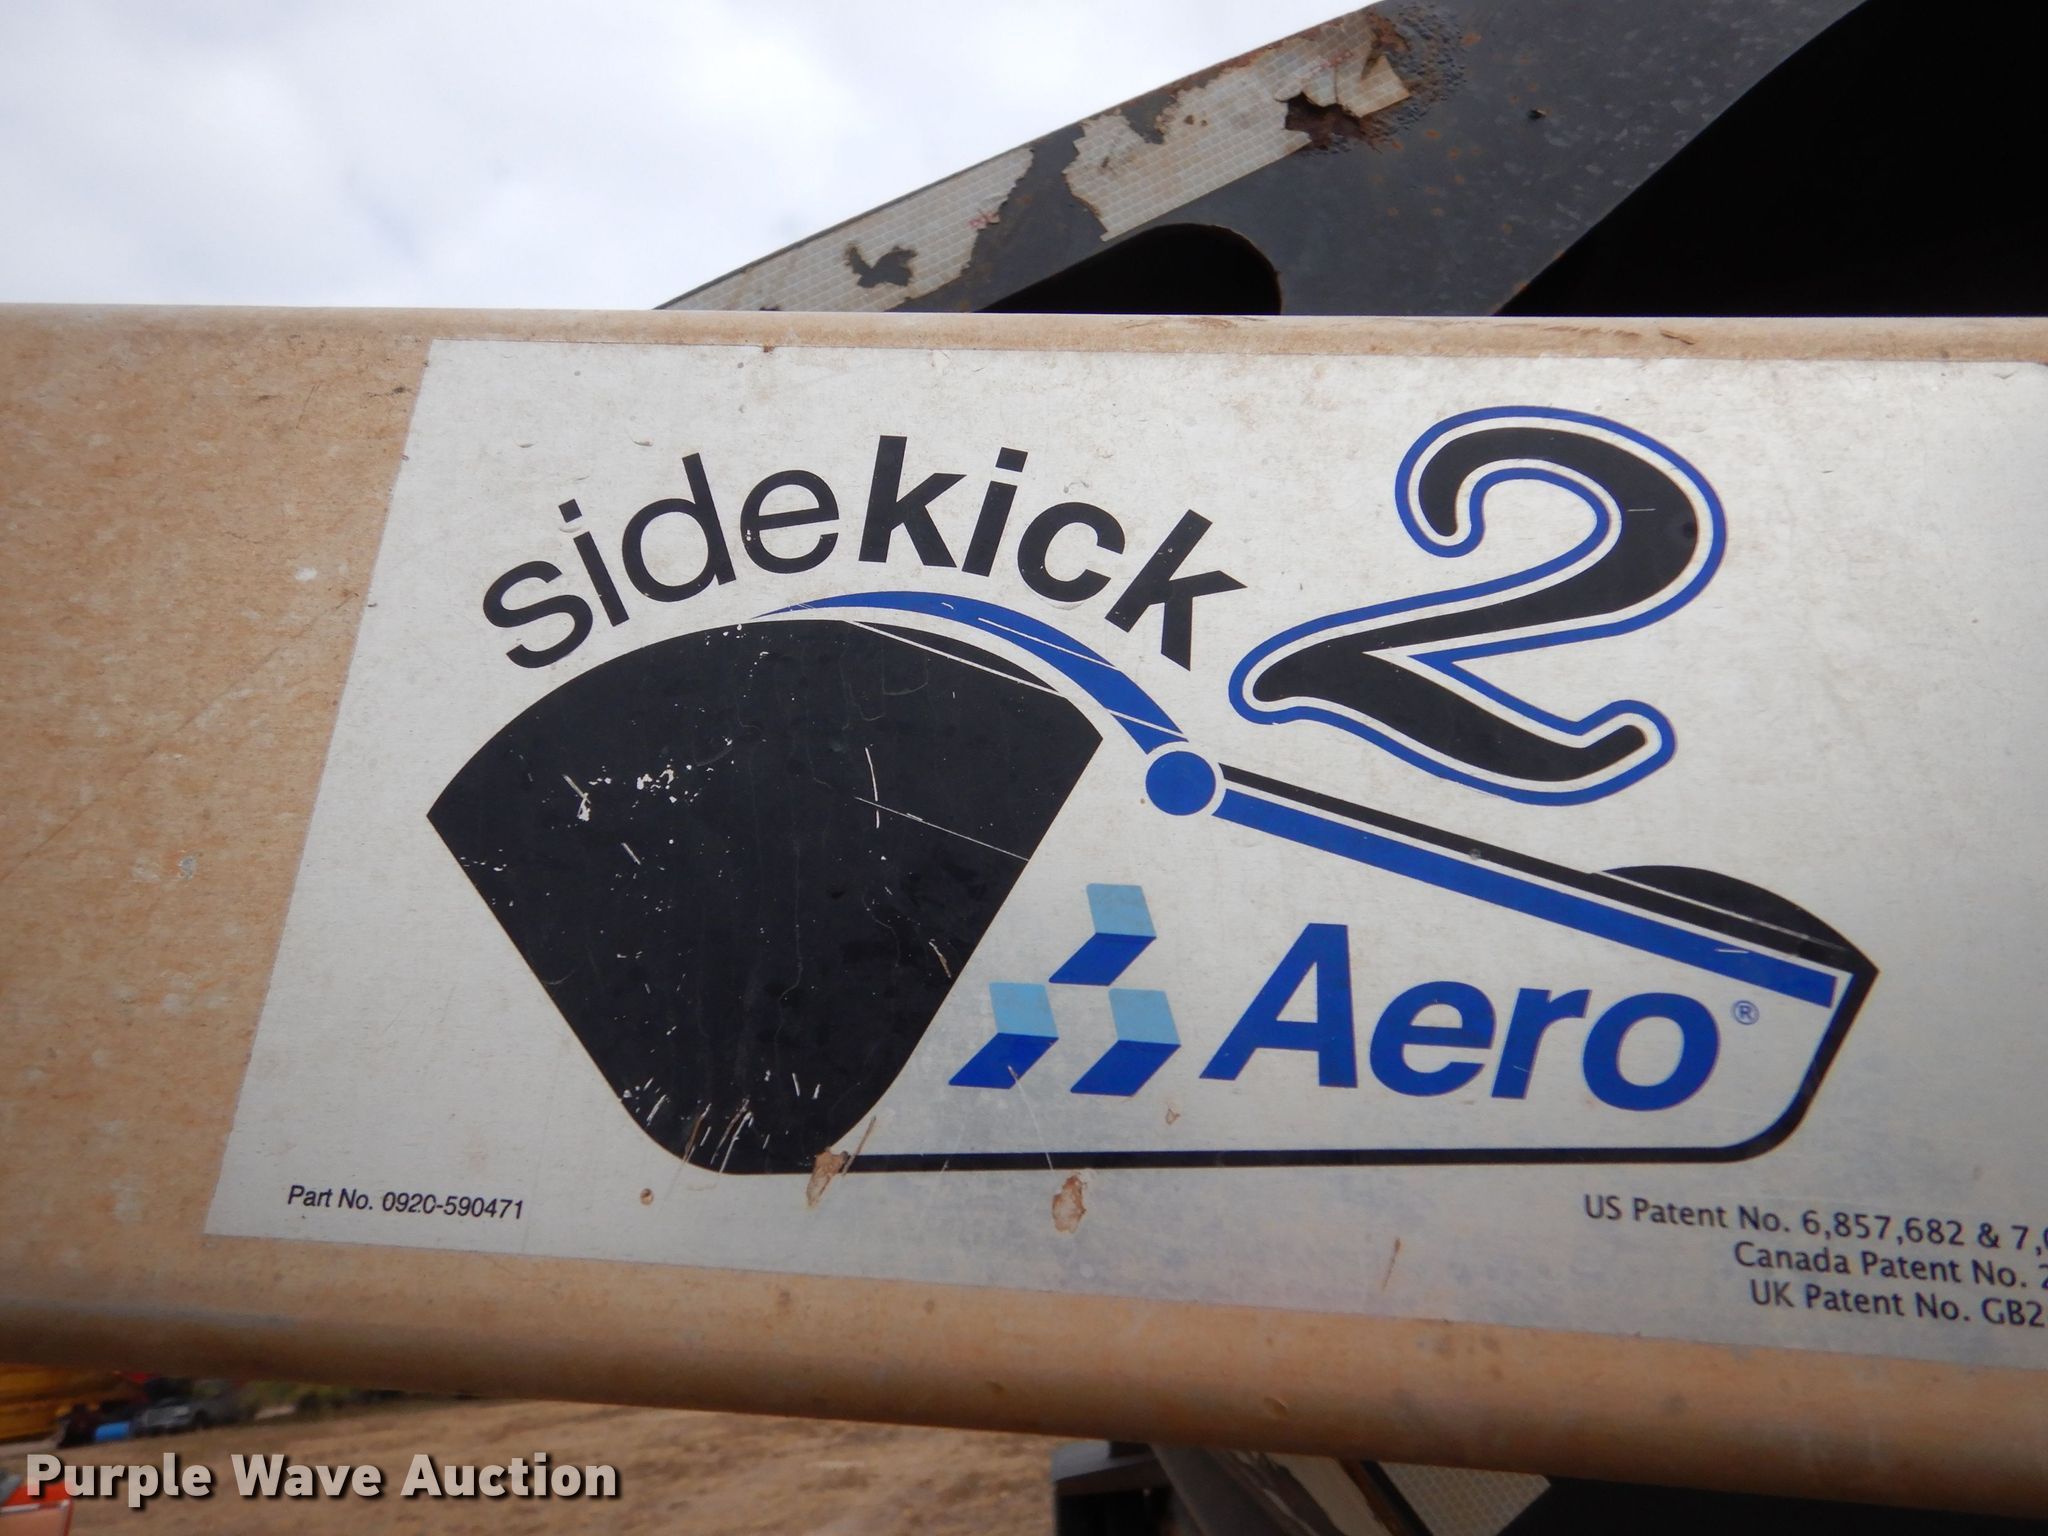 sidekick 2
Aero®
Part No. 0920-590471
US Patent No. 6,857,682 & 7,
Canada Patent No.
UK Patent No. GB2
Purple Wave Auction